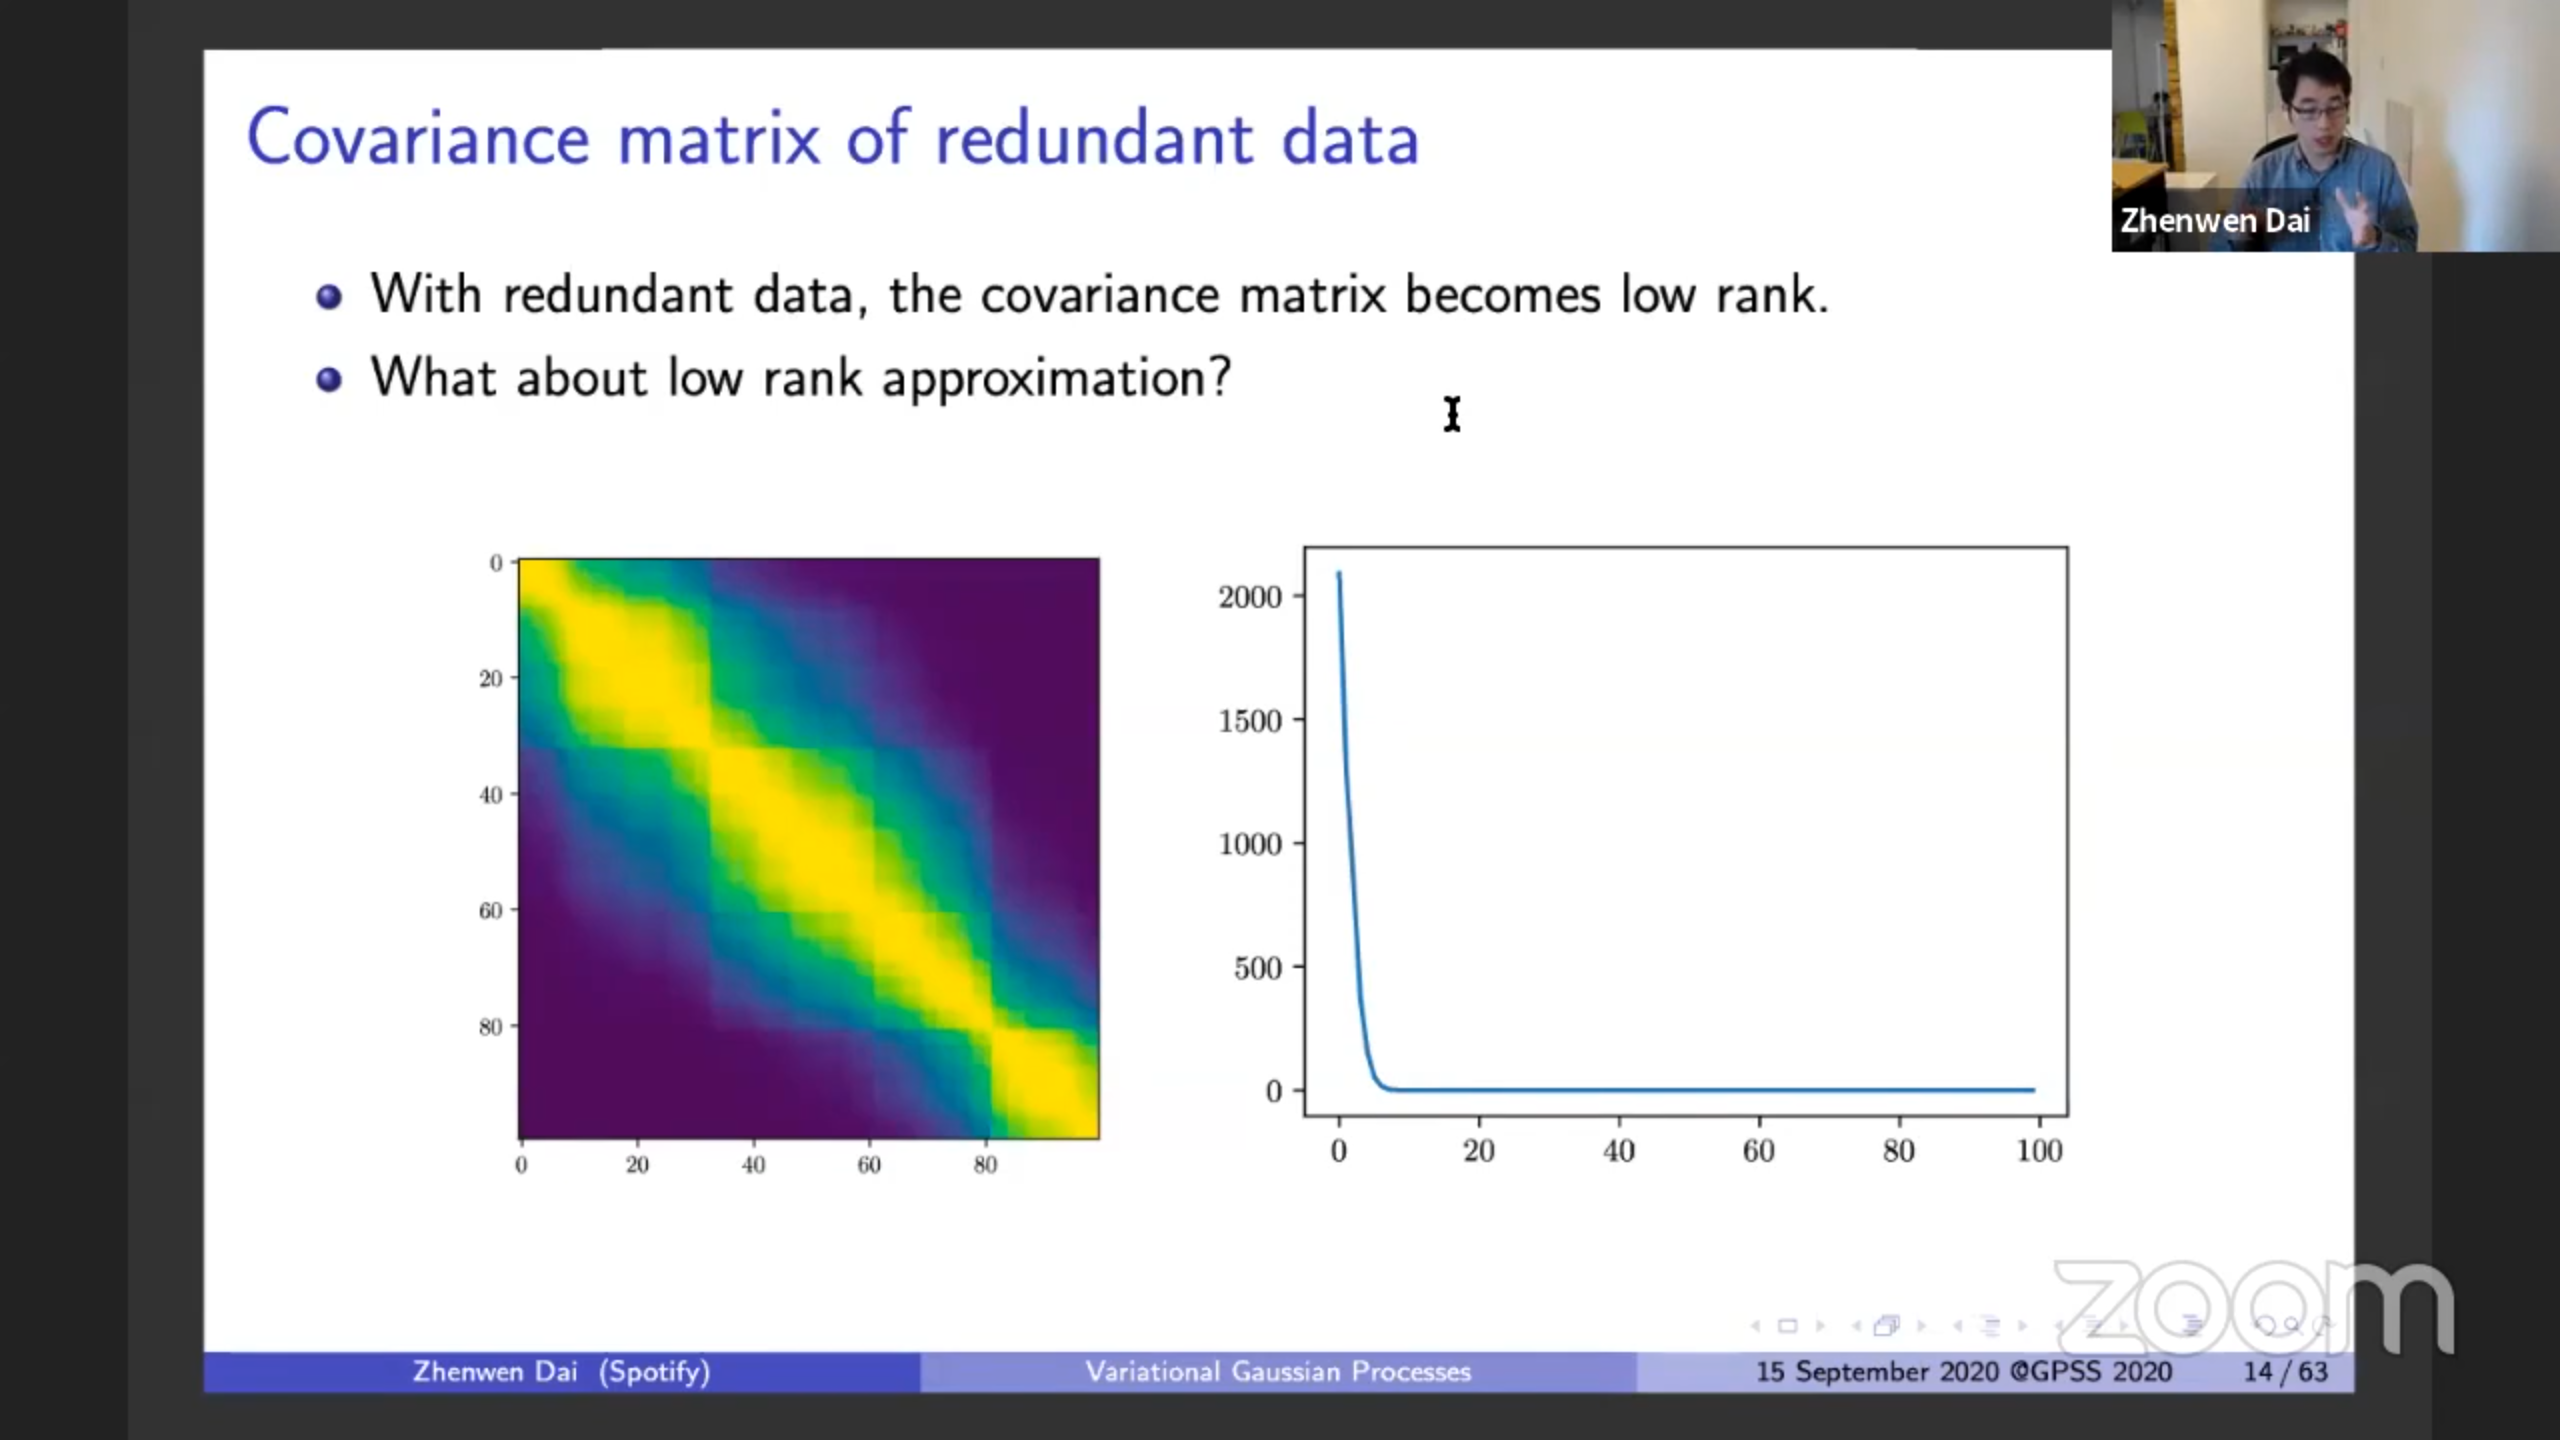 Covariance matrix of redundant data
Zhenwen Dai
With redundant data, the covariance matrix becomes low rank.
What about low rank approximation?
0
20
40
60
80
0 20 40 60 80
2000
1500
1000
500
0
0 20 40 60 80 100
zoom
Zhenwen Dai (Spotify) Variational Gaussian Processes 15 September 2020 @GPSS 2020 14 / 63